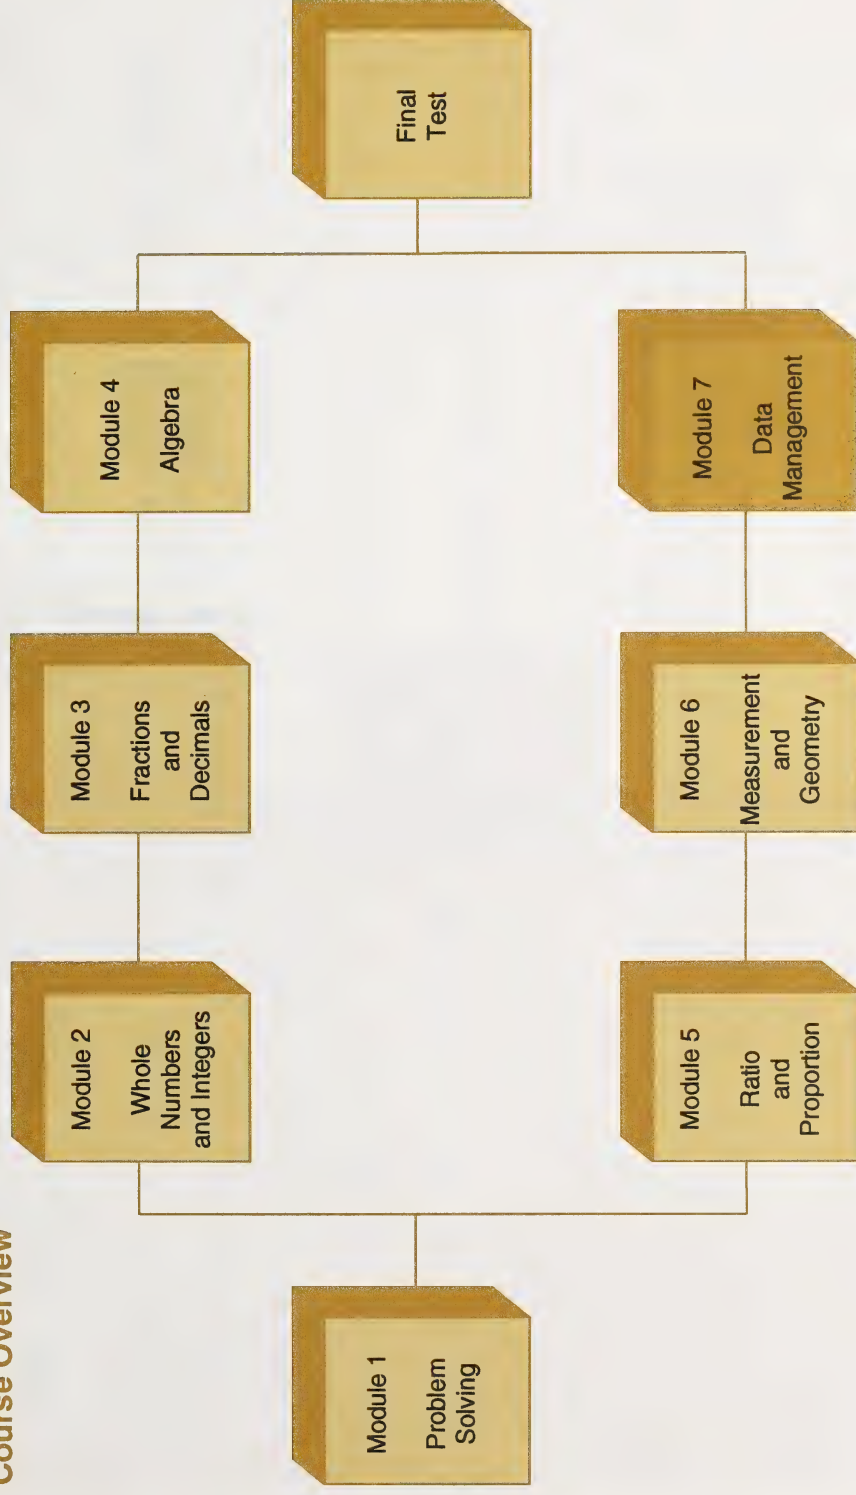 Course Overview
Module 1
Problem
Solving
Module 2
Whole
Numbers
and Integers
Module 3
Fractions
and
Decimals
Module 4
Algebra
Module 5
Ratio
and
Proportion
Module 6
Measurement
and
Geometry
Module 7
Data
Management
Final
Test